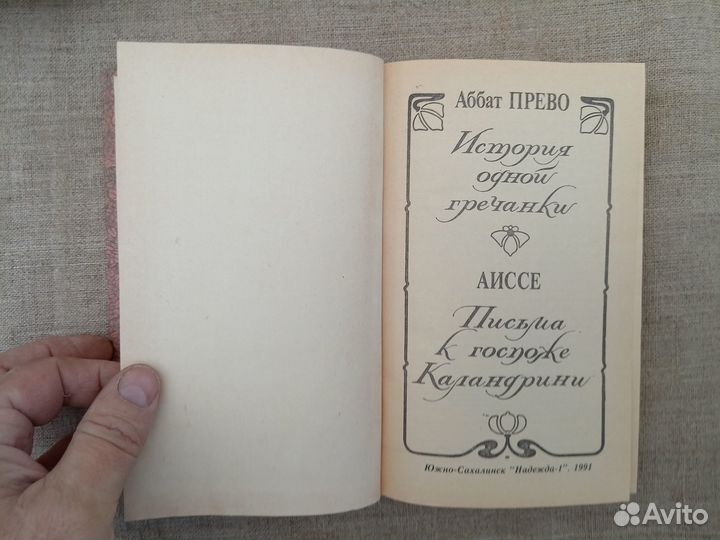 Аббат ПРЕВО
История
одной
гречанки
АИССЕ
Письма
к госпоже
Каландрини
Южно-Сахалинск "Надежда-1". 1991
Avito